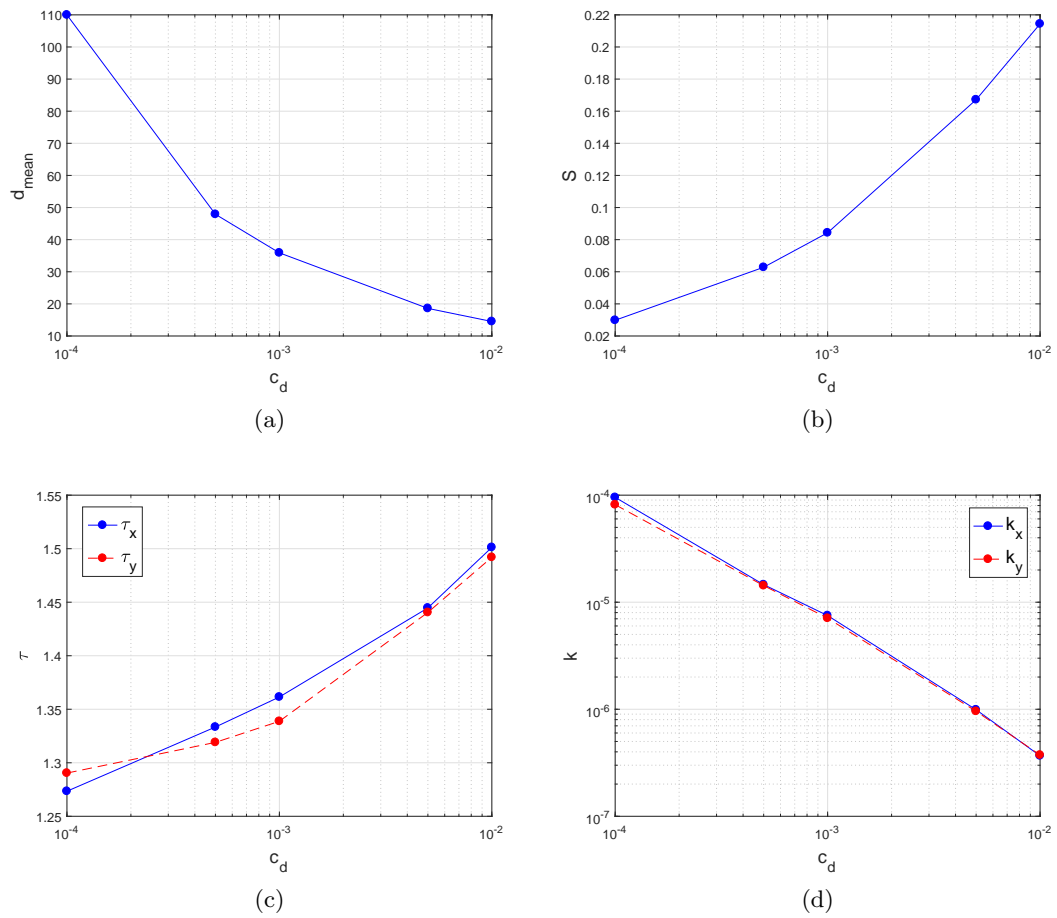 110
100
90
80
70
60
50
40
30
20
10
d_mean
10^-4
10^-3
10^-2
c_d
(a)
0.22
0.2
0.18
0.16
0.14
0.12
0.1
0.08
0.06
0.04
0.02
S
10^-4
10^-3
10^-2
c_d
(b)
1.55
1.5
1.45
1.4
1.35
1.3
1.25
τ
τ_x
τ_y
10^-4
10^-3
10^-2
c_d
(c)
10^-4
10^-5
10^-6
10^-7
k
k_x
k_y
10^-4
10^-3
10^-2
c_d
(d)